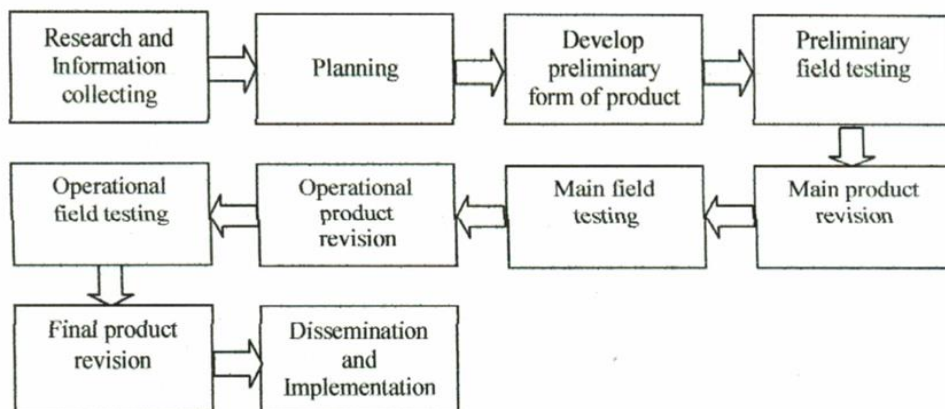 Research and
Information
collecting
Planning
Develop
preliminary
form of product
Preliminary
field testing
Main product
revision
Main field
testing
Operational
product
revision
Operational
field testing
Final product
revision
Dissemination
and
Implementation